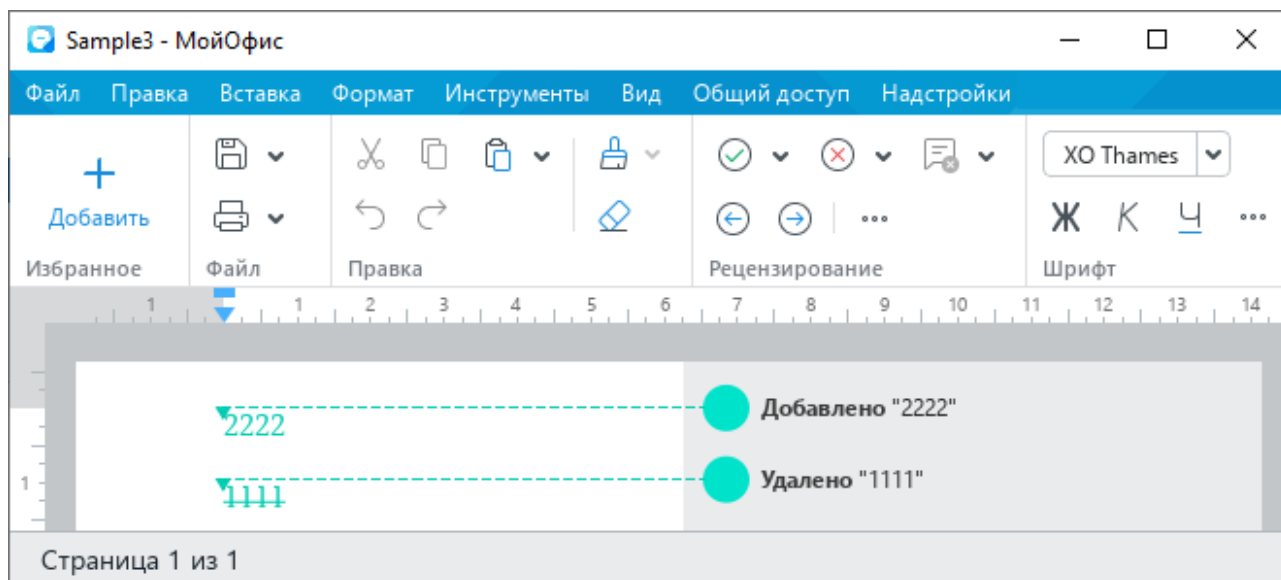 Sample3 - МойОфис
Файл Правка Вставка Формат Инструменты Вид Общий доступ Надстройки
XO Thames
Добавить
Ж К Ч
Избранное Файл Правка Рецензирование Шрифт
1 1 2 3 4 5 6 7 8 9 10 11 12 13 14
2222 Добавлено "2222"
1
1111 Удалено "1111"
Страница 1 из 1